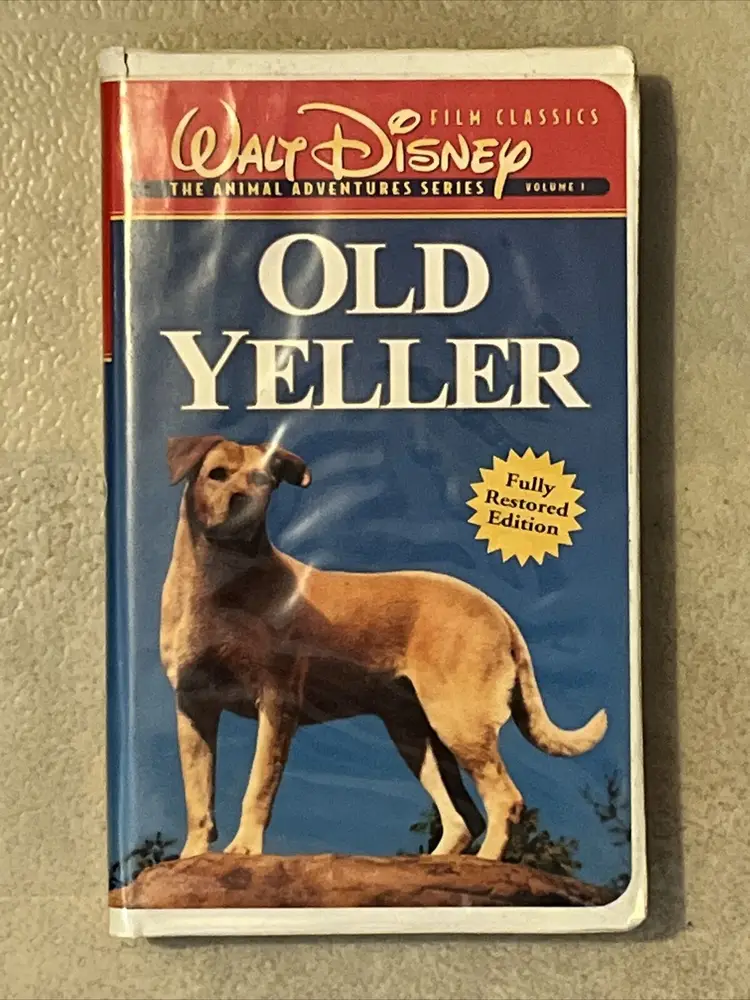 FILM CLASSICS
WALT DISNEY
THE ANIMAL ADVENTURES SERIES VOLUME 1
OLD
YELLER
Fully
Restored
Edition